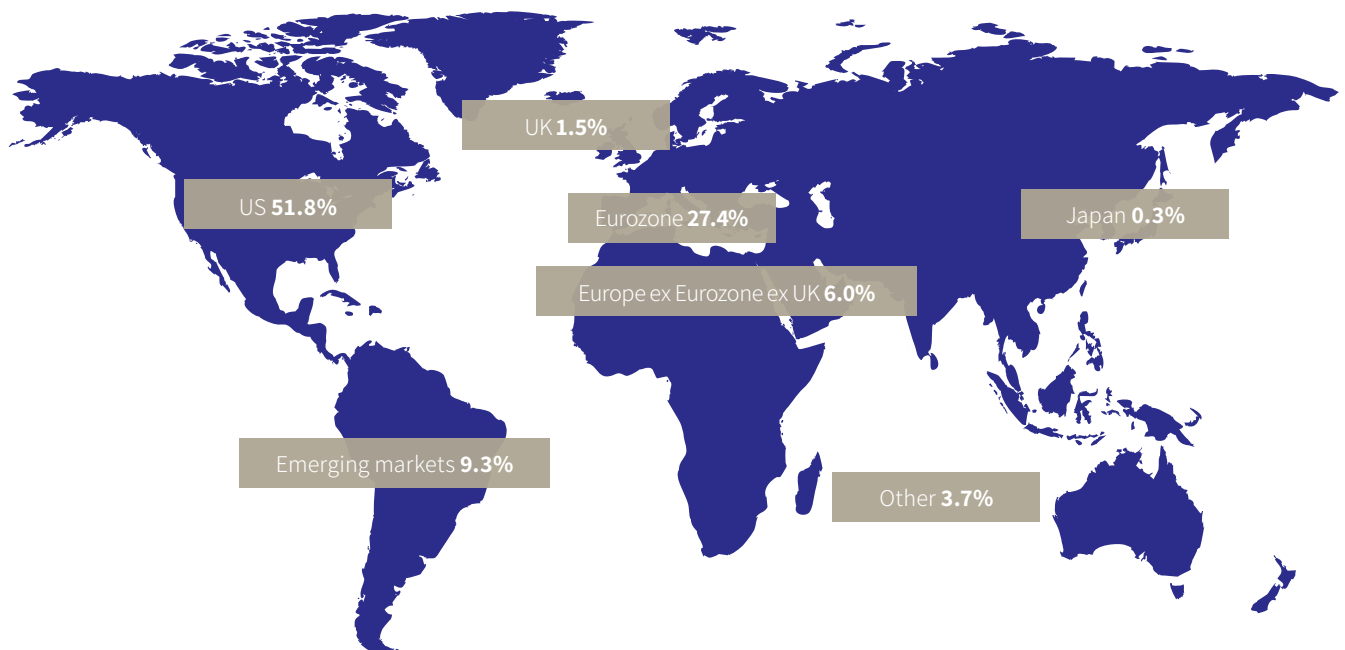 UK 1.5%
US 51.8%
Eurozone 27.4%
Japan 0.3%
Europe ex Eurozone ex UK 6.0%
Emerging markets 9.3%
Other 3.7%